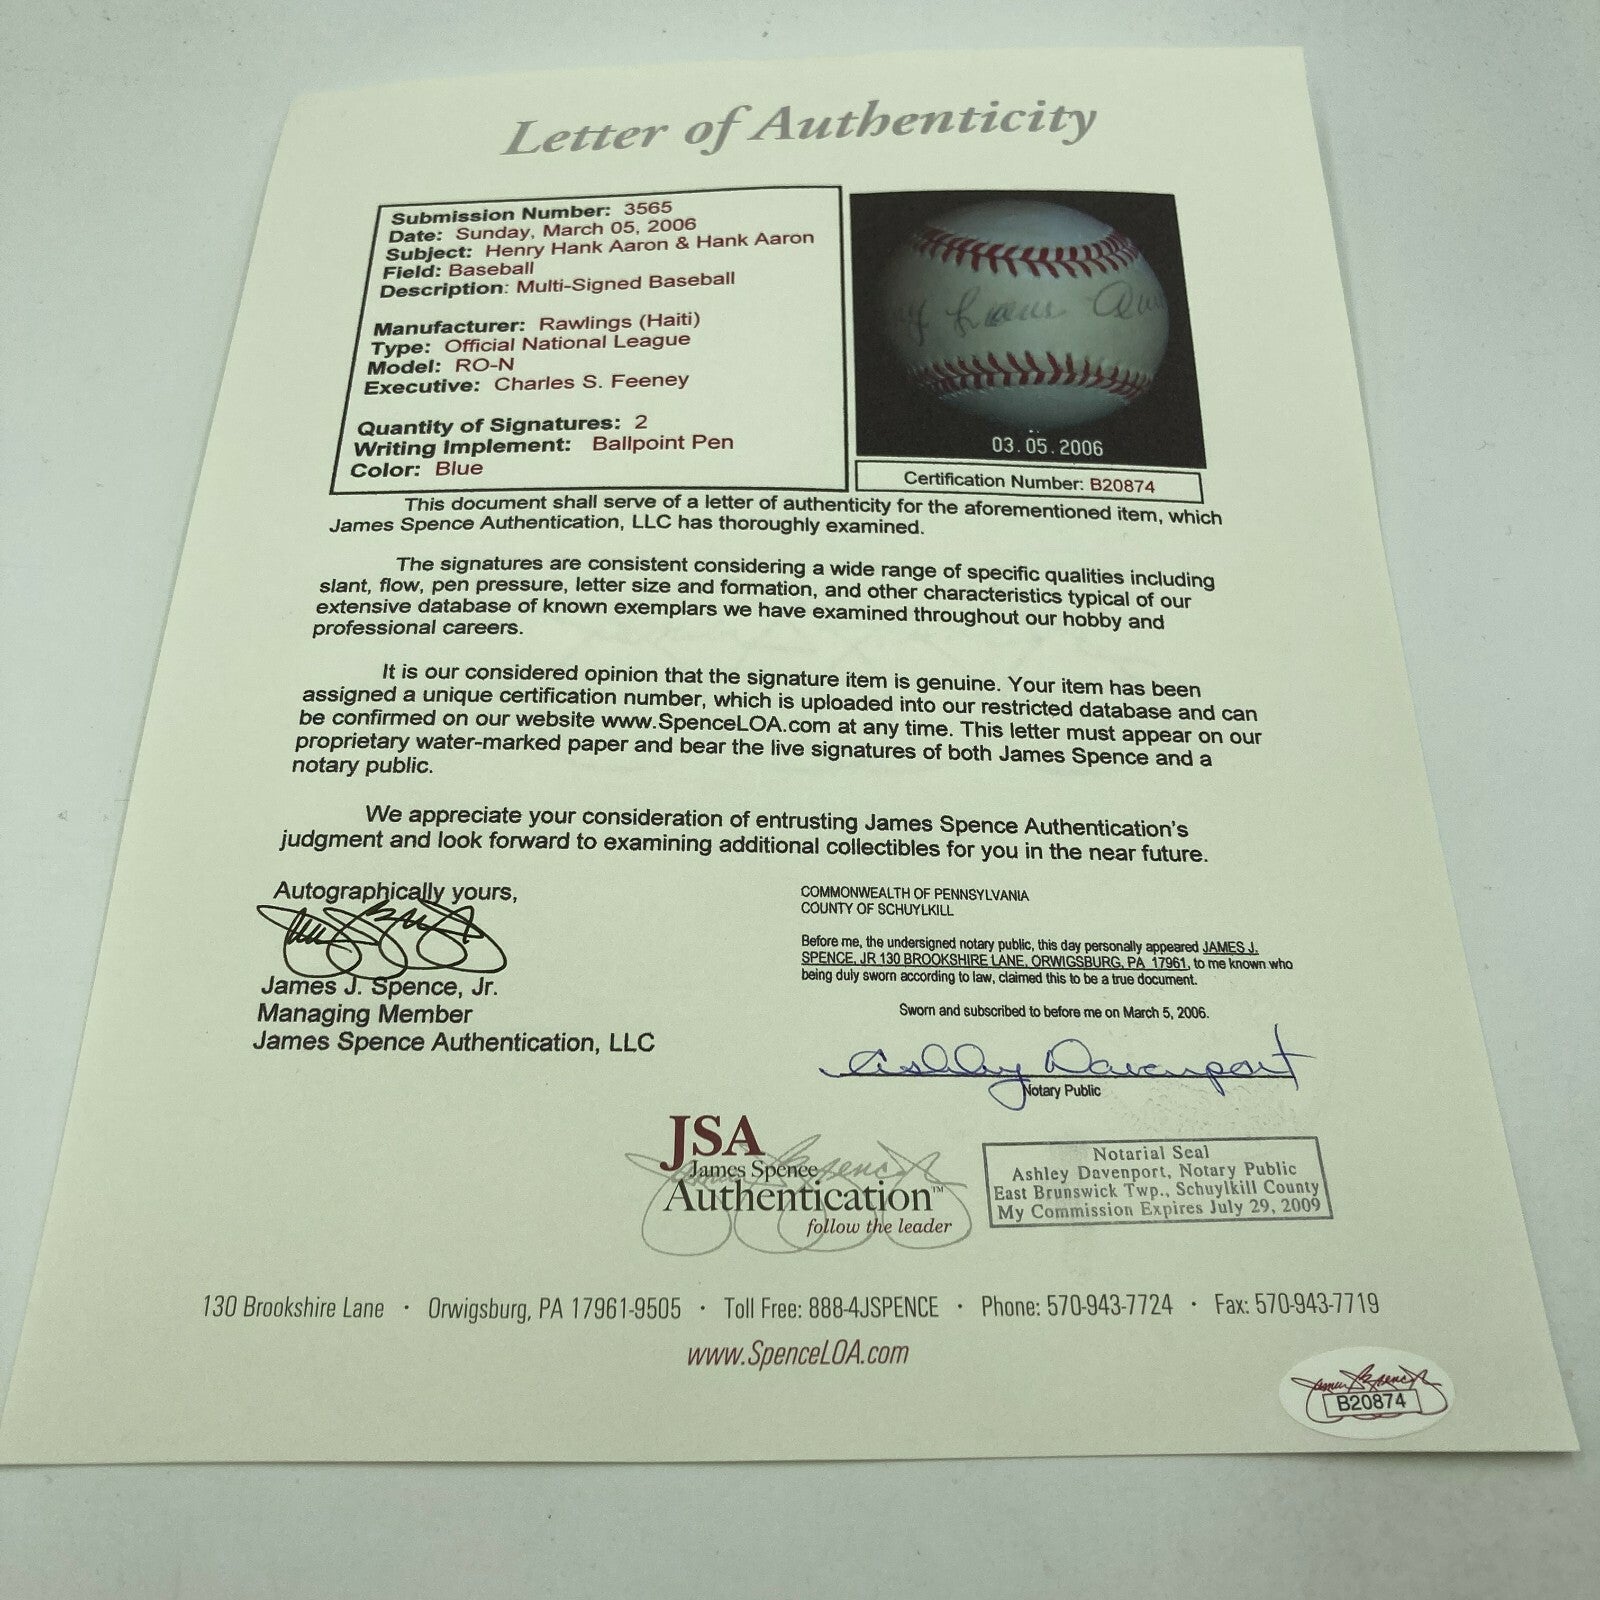 Letter of Authenticity
Submission Number: 3565
Date: Sunday, March 05, 2006
Subject: Henry Hank Aaron & Hank Aaron
Field: Baseball
Description: Multi-Signed Baseball
Manufacturer: Rawlings (Haiti)
Type: Official National League
Model: RO-N
Executive: Charles S. Feeney
Quantity of Signatures: 2
Writing Implement: Ballpoint Pen
Color: Blue
03.05.2006
Certification Number: B20874
This document shall serve of a letter of authenticity for the aforementioned item, which
James Spence Authentication, LLC has thoroughly examined.
The signatures are consistent considering a wide range of specific qualities including
slant, flow, pen pressure, letter size and formation, and other characteristics typical of our
extensive database of known exemplars we have examined throughout our hobby and
professional careers.
It is our considered opinion that the signature item is genuine. Your item has been
assigned a unique certification number, which is uploaded into our restricted database and can
be confirmed on our website www.SpenceLOA.com at any time. This letter must appear on our
proprietary water-marked paper and bear the live signatures of both James Spence and a
notary public.
We appreciate your consideration of entrusting James Spence Authentication's
judgment and look forward to examining additional collectibles for you in the near future.
Autographically yours,
James J. Spence, Jr.
Managing Member
James Spence Authentication, LLC
COMMONWEALTH OF PENNSYLVANIA
COUNTY OF SCHUYLKILL
Before me, the undersigned notary public, this day personally appeared JAMES J.
SPENCE, JR 130 BROOKSHIRE LANE, ORWIGSBURG, PA 17961, to me known who
being duly sworn according to law, claimed this to be a true document.
Sworn and subscribed to before me on March 5, 2006.
Ashley Davenport
Notary Public
JSA
James Spence
Authentication™
follow the leader
Notarial Seal
Ashley Davenport, Notary Public
East Brunswick Twp., Schuylkill County
My Commission Expires July 29, 2009
130 Brookshire Lane · Orwigsburg, PA 17961-9505 · Toll Free: 888-4JSPENCE · Phone: 570-943-7724 · Fax: 570-943-7719
www.SpenceLOA.com
B20874